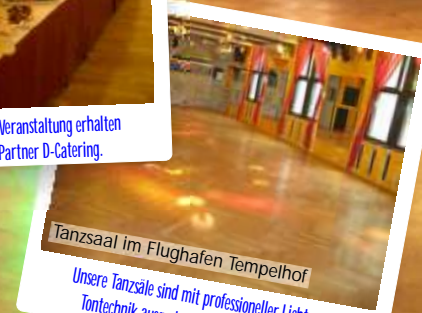 Veranstaltung erhalten
Partner D-Catering.
Tanzsaal im Flughafen Tempelhof
Unsere Tanzsäle sind mit professioneller
Tontechnik